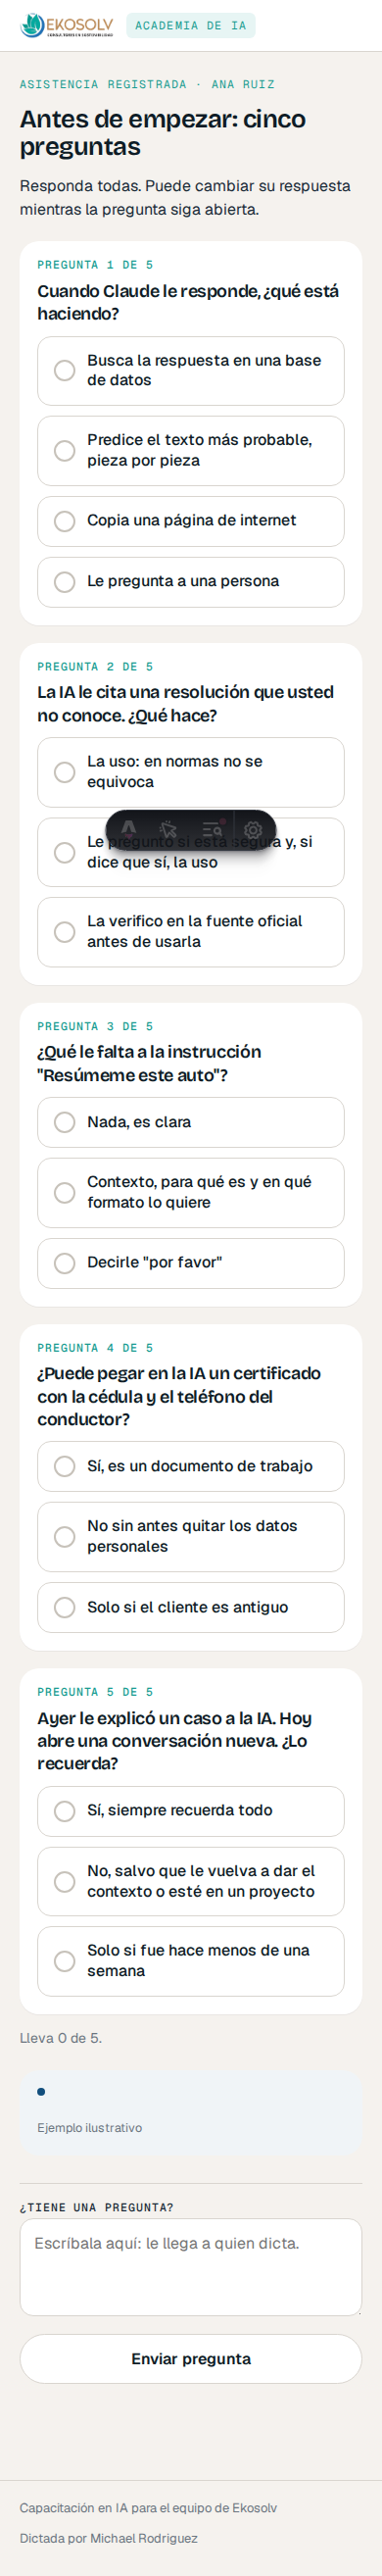 EKOSOLV
CONSULTORES EN SUSTENTABILIDAD
ACADEMIA DE IA
ASISTENCIA REGISTRADA · ANA RUIZ
Antes de empezar: cinco
preguntas
Responda todas. Puede cambiar su respuesta
mientras la pregunta siga abierta.
PREGUNTA 1 DE 5
Cuando Claude le responde, ¿qué está
haciendo?
Busca la respuesta en una base
de datos
Predice el texto más probable,
pieza por pieza
Copia una página de internet
Le pregunta a una persona
PREGUNTA 2 DE 5
La IA le cita una resolución que usted
no conoce. ¿Qué hace?
La uso: en normas no se
equivoca
Le pregunto si está segura y, si
dice que sí, la uso
La verifico en la fuente oficial
antes de usarla
PREGUNTA 3 DE 5
¿Qué le falta a la instrucción
"Resúmeme este auto"?
Nada, es clara
Contexto, para qué es y en qué
formato lo quiere
Decirle "por favor"
PREGUNTA 4 DE 5
¿Puede pegar en la IA un certificado
con la cédula y el teléfono del
conductor?
Sí, es un documento de trabajo
No sin antes quitar los datos
personales
Solo si el cliente es antiguo
PREGUNTA 5 DE 5
Ayer le explicó un caso a la IA. Hoy
abre una conversación nueva. ¿Lo
recuerda?
Sí, siempre recuerda todo
No, salvo que le vuelva a dar el
contexto o esté en un proyecto
Solo si fue hace menos de una
semana
Lleva 0 de 5.
Ejemplo ilustrativo
¿TIENE UNA PREGUNTA?
Escríbala aquí: le llega a quien dicta.
Enviar pregunta
Capacitación en IA para el equipo de Ekosolv
Dictada por Michael Rodriguez